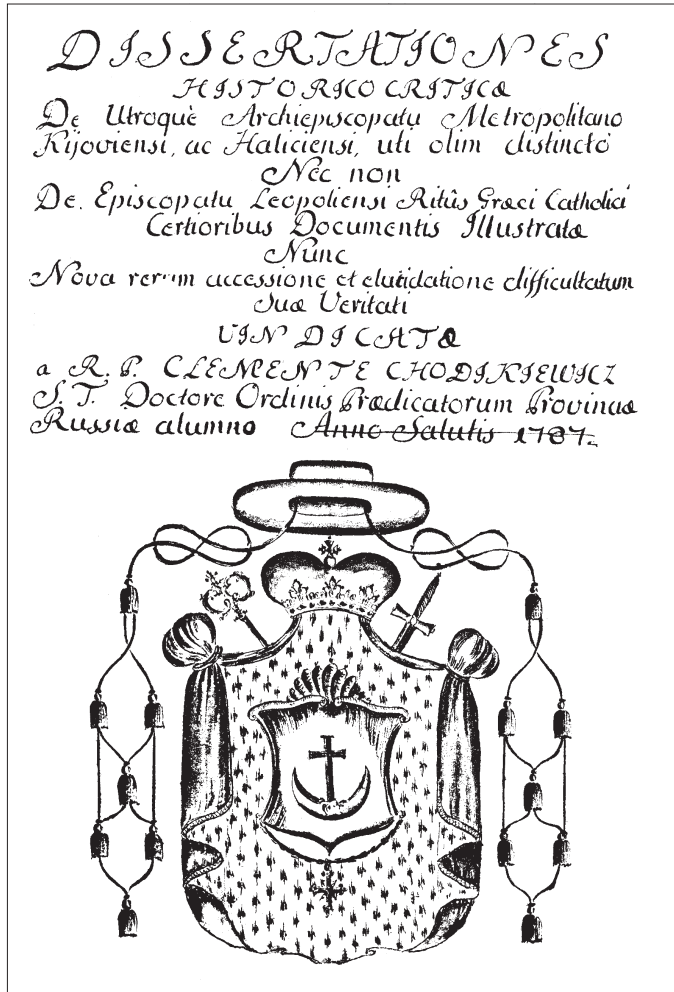 DISSERTATIONES
HISTORICO CRITICÆ
De Utroquè Archiepiscopatu Metropolitano
Kijoviensi, ac Haliciensi, uti olim distincto
Nec non
De Episcopatu Leopoliensi Ritûs Græci Catholici
Certioribus Documentis Illustratæ
Nunc
Nova rerum accessione et elucidatione difficultatum
Suæ Veritati
VINDICATÆ
a R. P. CLEMENTE CHODIKIEWICZ
S. T. Doctore Ordinis Prædicatorum Provinciæ
Russiæ alumno Anno Salutis 1787.